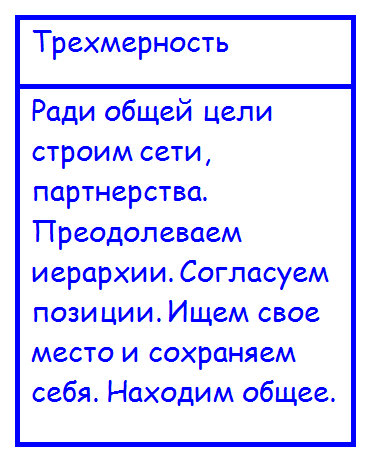 Трехмерность
Ради общей цели
строим сети,
партнерства.
Преодолеваем
иерархии. Согласуем
позиции. Ищем свое
место и сохраняем
себя. Находим общее.